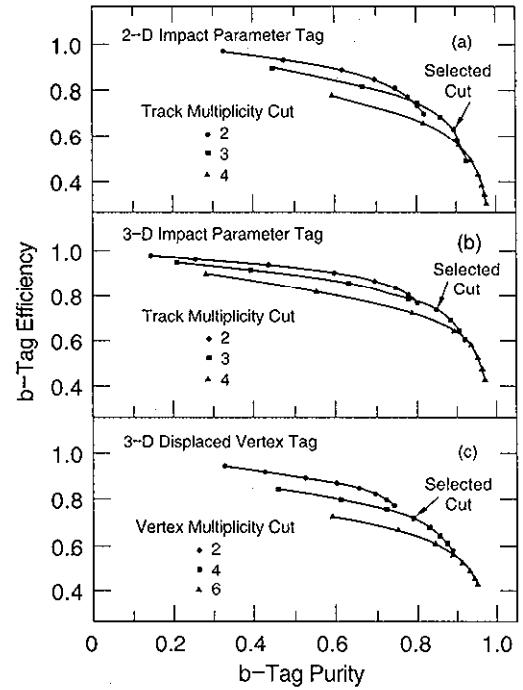 2-D Impact Parameter Tag
(a)
Selected
Cut
Track Multiplicity Cut
2
3
4
1.0
0.8
0.6
0.4
3-D Impact Parameter Tag
(b)
Selected
Cut
Track Multiplicity Cut
2
3
4
1.0
0.8
0.6
0.4
b-Tag Efficiency
3-D Displaced Vertex Tag
(c)
Selected
Cut
Vertex Multiplicity Cut
2
4
6
1.0
0.8
0.6
0.4
0 0.2 0.4 0.6 0.8 1.0
b-Tag Purity